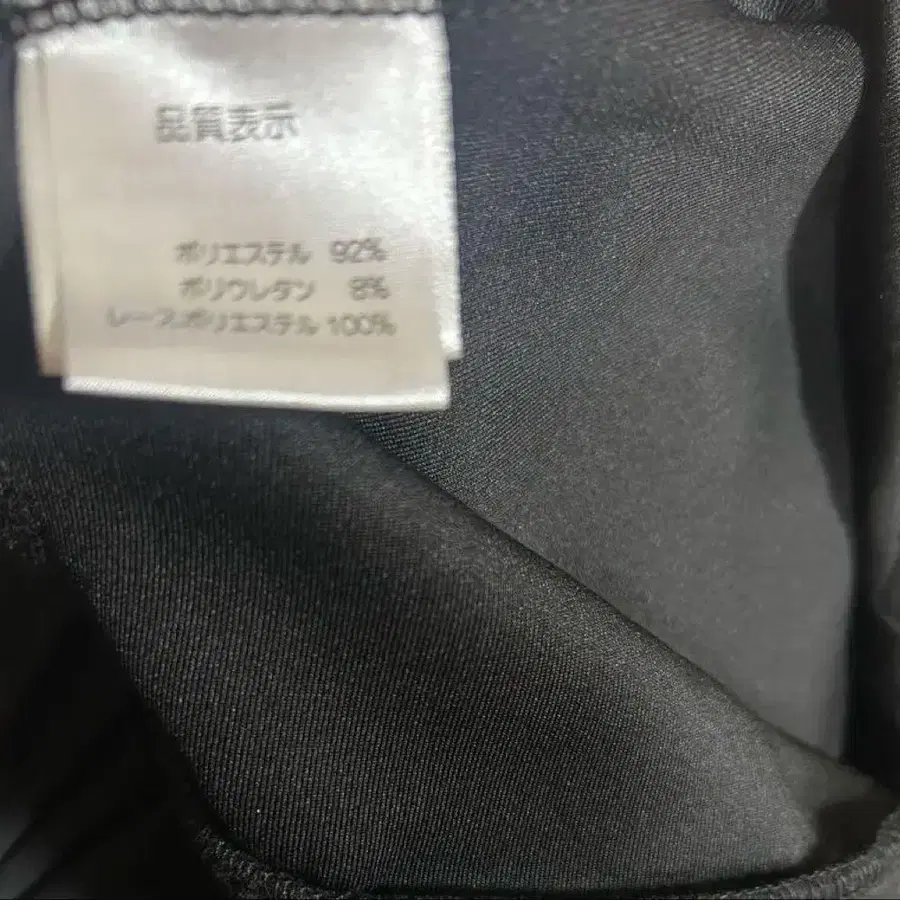 品質表示
ポリエステル 92%
ポリウレタン 8%
レース:ポリエステル 100%